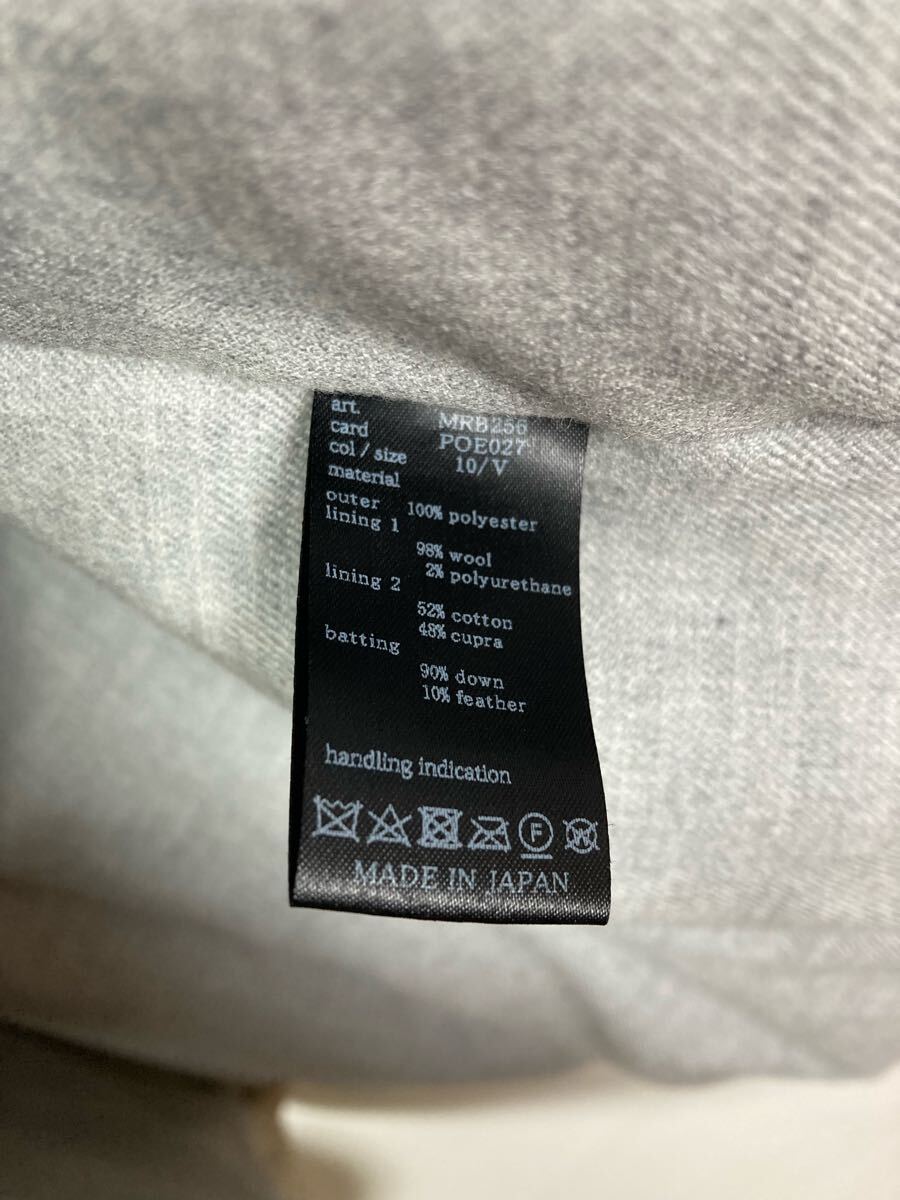 art. MRB256
card POE027
col / size 10/V
material
outer 100% polyester
lining 1
98% wool
lining 2 2% polyurethane
52% cotton
batting 48% cupra
90% down
10% feather
handling indication
F W
MADE IN JAPAN